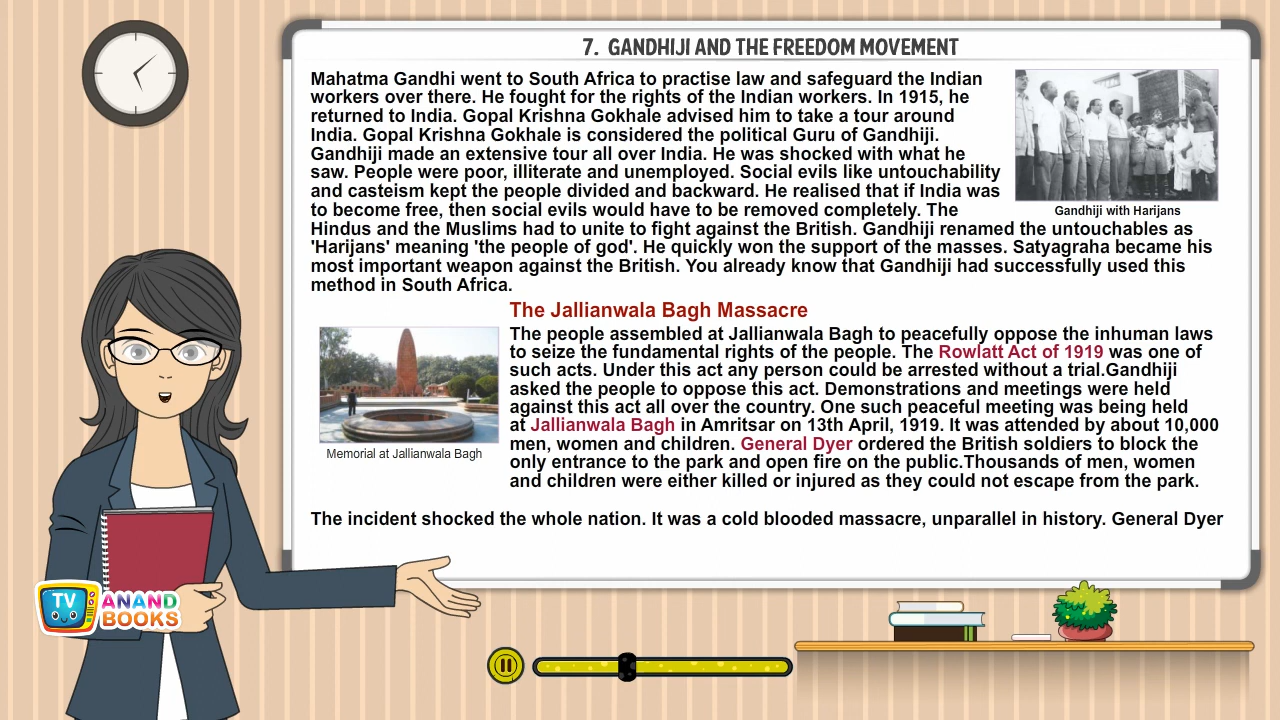 7. GANDHIJI AND THE FREEDOM MOVEMENT
Mahatma Gandhi went to South Africa to practise law and safeguard the Indian
workers over there. He fought for the rights of the Indian workers. In 1915, he
returned to India. Gopal Krishna Gokhale advised him to take a tour around
India. Gopal Krishna Gokhale is considered the political Guru of Gandhiji.
Gandhiji made an extensive tour all over India. He was shocked with what he
saw. People were poor, illiterate and unemployed. Social evils like untouchability
and casteism kept the people divided and backward. He realised that if India was
to become free, then social evils would have to be removed completely. The
Hindus and the Muslims had to unite to fight against the British. Gandhiji renamed the untouchables as
'Harijans' meaning 'the people of god'. He quickly won the support of the masses. Satyagraha became his
most important weapon against the British. You already know that Gandhiji had successfully used this
method in South Africa.
Gandhiji with Harijans
The Jallianwala Bagh Massacre
The people assembled at Jallianwala Bagh to peacefully oppose the inhuman laws
to seize the fundamental rights of the people. The Rowlatt Act of 1919 was one of
such acts. Under this act any person could be arrested without a trial.Gandhiji
asked the people to oppose this act. Demonstrations and meetings were held
against this act all over the country. One such peaceful meeting was being held
at Jallianwala Bagh in Amritsar on 13th April, 1919. It was attended by about 10,000
men, women and children. General Dyer ordered the British soldiers to block the
only entrance to the park and open fire on the public.Thousands of men, women
and children were either killed or injured as they could not escape from the park.
Memorial at Jallianwala Bagh
The incident shocked the whole nation. It was a cold blooded massacre, unparallel in history. General Dyer
TV
ANAND
BOOKS